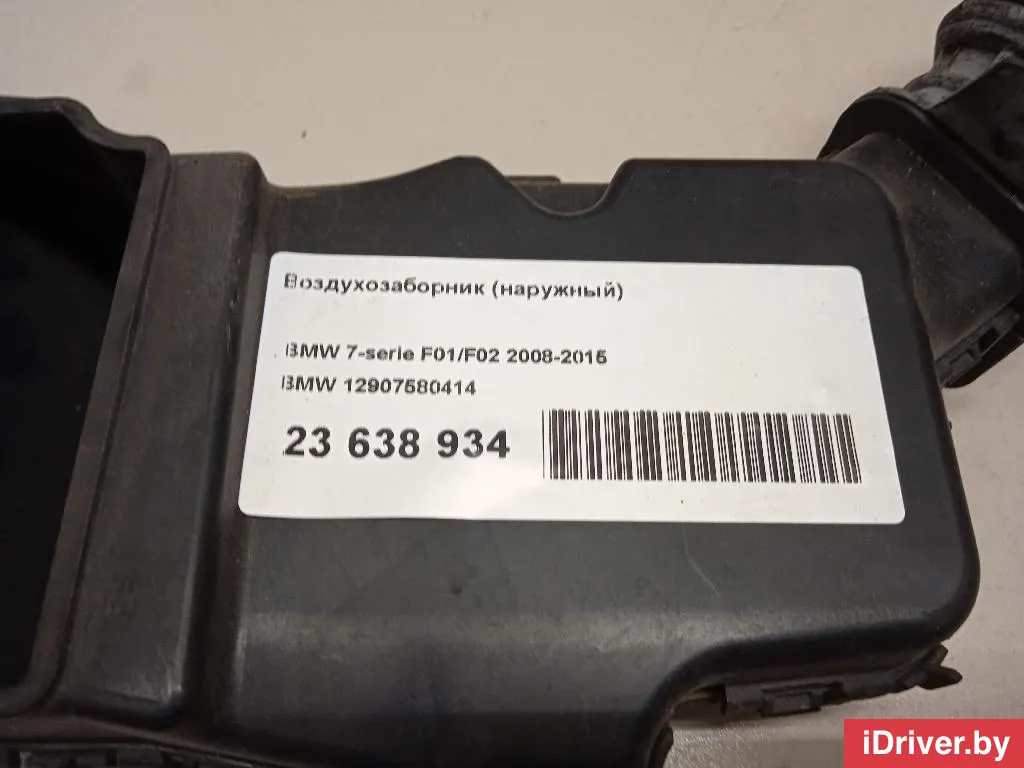 Воздухозаборник (наружный)
BMW 7-serie F01/F02 2008-2015
BMW 12907580414
23 638 934
iDriver.by